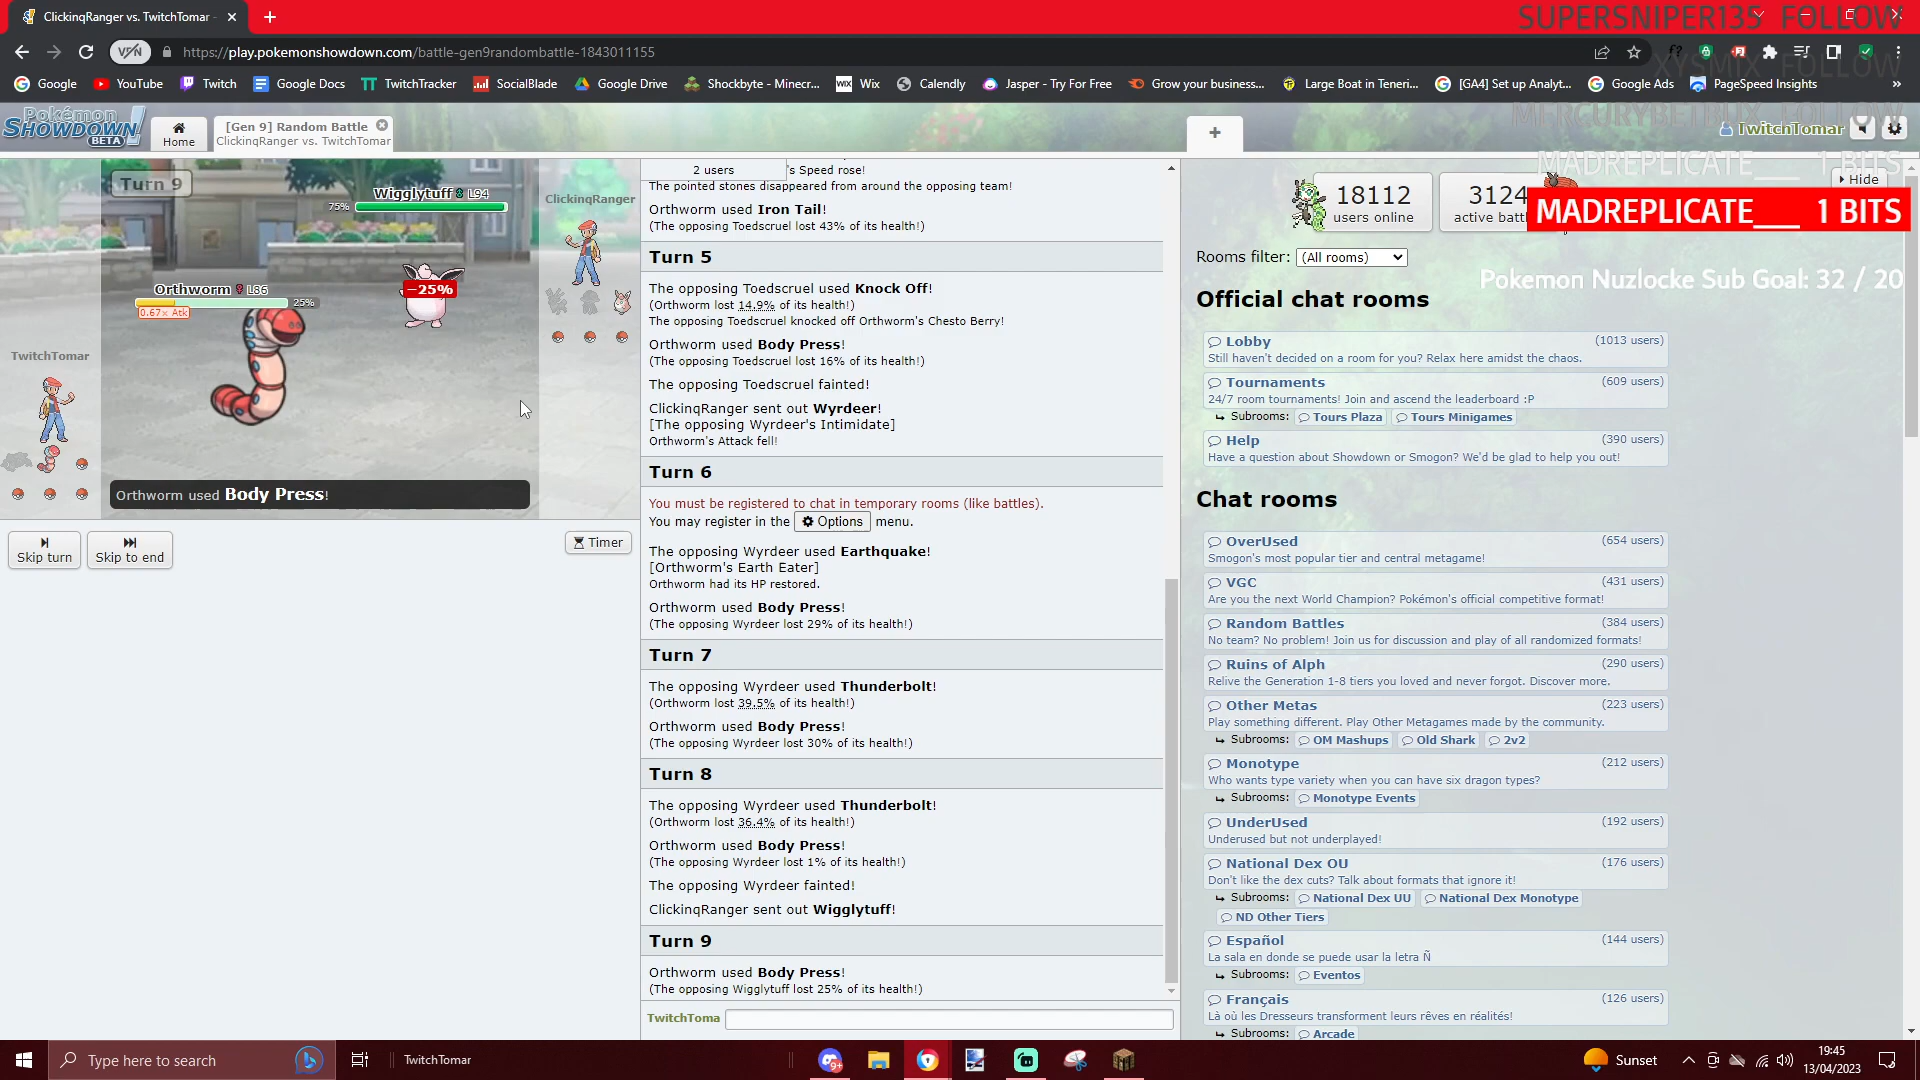 ClickinqRanger vs. TwitchTomar -
SUPERSNIPER135 FOLLOW
VPN
https://play.pokemonshowdown.com/battle-gen9randombattle-1843011155
XYSMIX FOLLOW
Google
YouTube
Twitch
Google Docs
TwitchTracker
SocialBlade
Google Drive
Shockbyte - Minecr...
WIX Wix
Calendly
Jasper - Try For Free
Grow your business...
Large Boat in Teneri...
[GA4] Set up Analyt...
Google Ads
PageSpeed Insights
Pokémon
SHOWDOWN!
BETA
Home
[Gen 9] Random Battle
ClickinqRanger vs. TwitchTomar
TwitchTomar
MADREPLICATE___ 1 BITS
MADREPLICATE___ 1 BITS
Hide
Turn 9
Wigglytuff L94
75%
ClickinqRanger
Orthworm L86
25%
0.67× Atk
−25%
TwitchTomar
Orthworm used Body Press!
Skip turn
Skip to end
Timer
2 users
's Speed rose!
The pointed stones disappeared from around the opposing team!
Orthworm used Iron Tail!
(The opposing Toedscruel lost 43% of its health!)
Turn 5
The opposing Toedscruel used Knock Off!
(Orthworm lost 14.9% of its health!)
The opposing Toedscruel knocked off Orthworm's Chesto Berry!
Orthworm used Body Press!
(The opposing Toedscruel lost 16% of its health!)
The opposing Toedscruel fainted!
ClickinqRanger sent out Wyrdeer!
[The opposing Wyrdeer's Intimidate]
Orthworm's Attack fell!
Turn 6
You must be registered to chat in temporary rooms (like battles).
You may register in the Options menu.
The opposing Wyrdeer used Earthquake!
[Orthworm's Earth Eater]
Orthworm had its HP restored.
Orthworm used Body Press!
(The opposing Wyrdeer lost 29% of its health!)
Turn 7
The opposing Wyrdeer used Thunderbolt!
(Orthworm lost 39.5% of its health!)
Orthworm used Body Press!
(The opposing Wyrdeer lost 30% of its health!)
Turn 8
The opposing Wyrdeer used Thunderbolt!
(Orthworm lost 36.4% of its health!)
Orthworm used Body Press!
(The opposing Wyrdeer lost 1% of its health!)
The opposing Wyrdeer fainted!
ClickinqRanger sent out Wigglytuff!
Turn 9
Orthworm used Body Press!
(The opposing Wigglytuff lost 25% of its health!)
TwitchToma
18112
users online
3124
active batt
Rooms filter: (All rooms)
Pokemon Nuzlocke Sub Goal: 32 / 20
Official chat rooms
Lobby (1013 users)
Still haven't decided on a room for you? Relax here amidst the chaos.
Tournaments (609 users)
24/7 room tournaments! Join and ascend the leaderboard :P
Subrooms: Tours Plaza Tours Minigames
Help (390 users)
Have a question about Showdown or Smogon? We'd be glad to help you out!
Chat rooms
OverUsed (654 users)
Smogon's most popular tier and central metagame!
VGC (431 users)
Are you the next World Champion? Pokémon's official competitive format!
Random Battles (384 users)
No team? No problem! Join us for discussion and play of all randomized formats!
Ruins of Alph (290 users)
Relive the Generation 1-8 tiers you loved and never forgot. Discover more.
Other Metas (223 users)
Play something different. Play Other Metagames made by the community.
Subrooms: OM Mashups Old Shark 2v2
Monotype (212 users)
Who wants type variety when you can have six dragon types?
Subrooms: Monotype Events
UnderUsed (192 users)
Underused but not underplayed!
National Dex OU (176 users)
Don't like the dex cuts? Talk about formats that ignore it!
Subrooms: National Dex UU National Dex Monotype
ND Other Tiers
Español (144 users)
La sala en donde se puede usar la letra Ñ
Subrooms: Eventos
Français (126 users)
Là où les Dresseurs transforment leurs rêves en réalités!
Subrooms: Arcade
Type here to search
TwitchTomar
9+
Sunset
19:45
13/04/2023